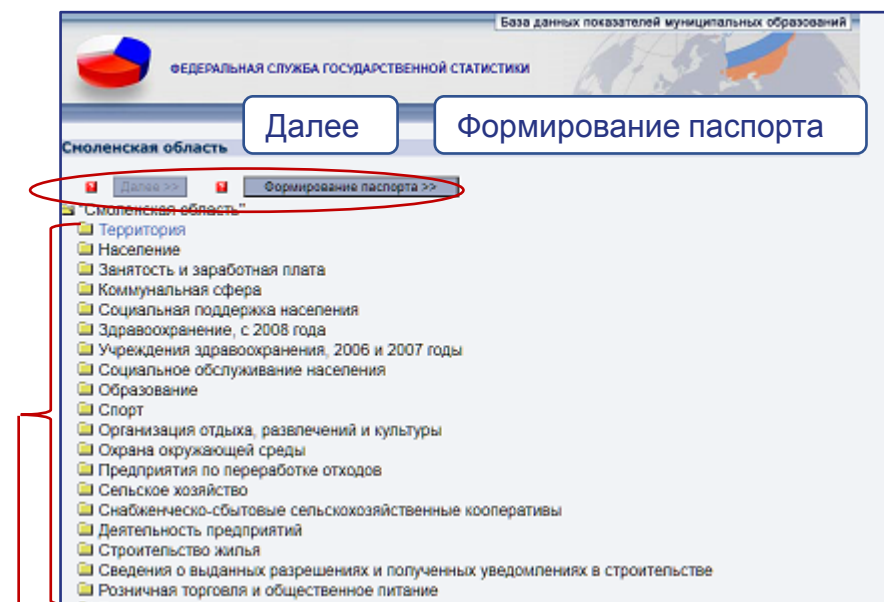 База данных показателей муниципальных образований
ФЕДЕРАЛЬНАЯ СЛУЖБА ГОСУДАРСТВЕННОЙ СТАТИСТИКИ
Далее
Формирование паспорта
Смоленская область
Далее >>
Формирование паспорта >>
"Смоленская область"
Территория
Население
Занятость и заработная плата
Коммунальная сфера
Социальная поддержка населения
Здравоохранение, с 2008 года
Учреждения здравоохранения, 2006 и 2007 годы
Социальное обслуживание населения
Образование
Спорт
Организация отдыха, развлечений и культуры
Охрана окружающей среды
Предприятия по переработке отходов
Сельское хозяйство
Снабженческо-сбытовые сельскохозяйственные кооперативы
Деятельность предприятий
Строительство жилья
Сведения о выданных разрешениях и полученных уведомлениях в строительстве
Розничная торговля и общественное питание